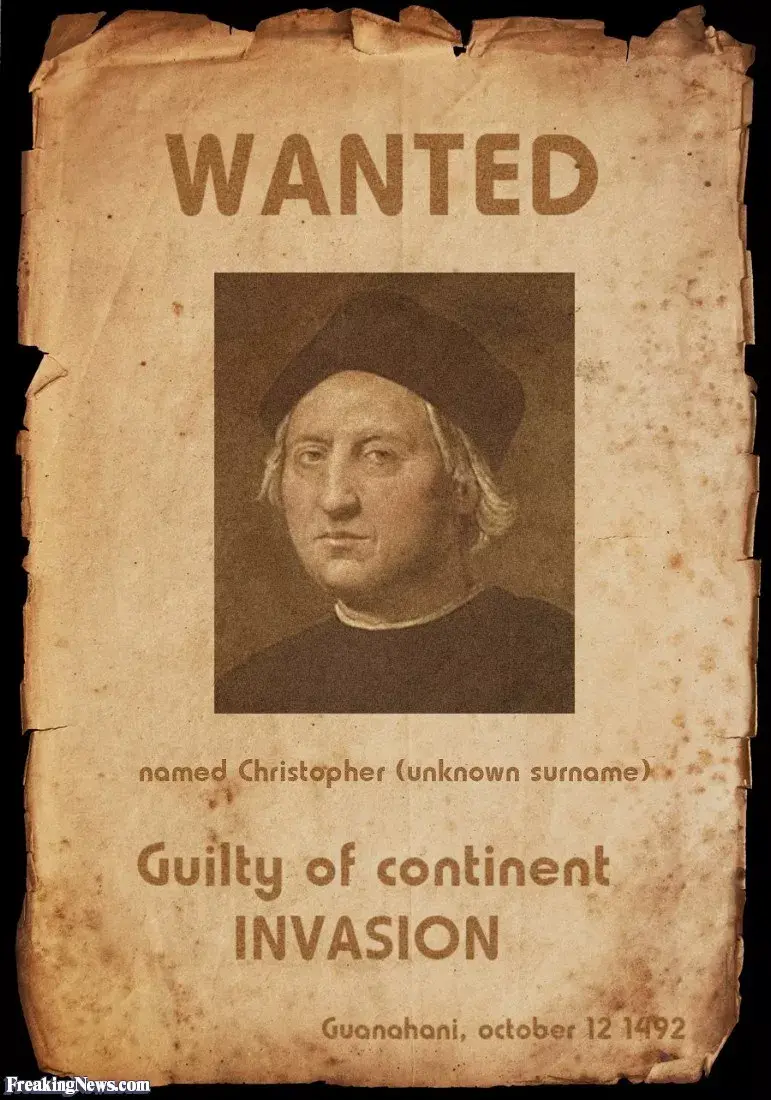 WANTED
named Christopher (unknown surname)
Guilty of continent
INVASION
Guanahani, october 12 1492
FreakingNews.com